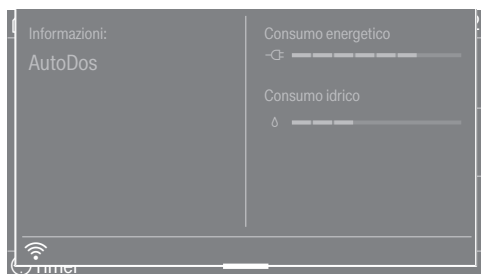 Informazioni:
AutoDos
Consumo energetico
Consumo idrico
Timer